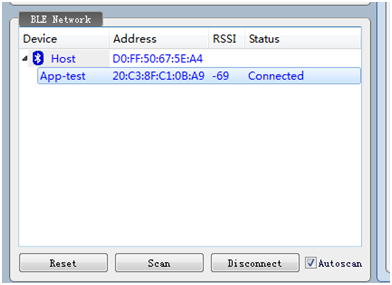 BLE Network
Device Address RSSI Status
Host D0:FF:50:67:5E:A4
App-test 20:C3:8F:C1:0B:A9 -69 Connected
Reset Scan Disconnect Autoscan